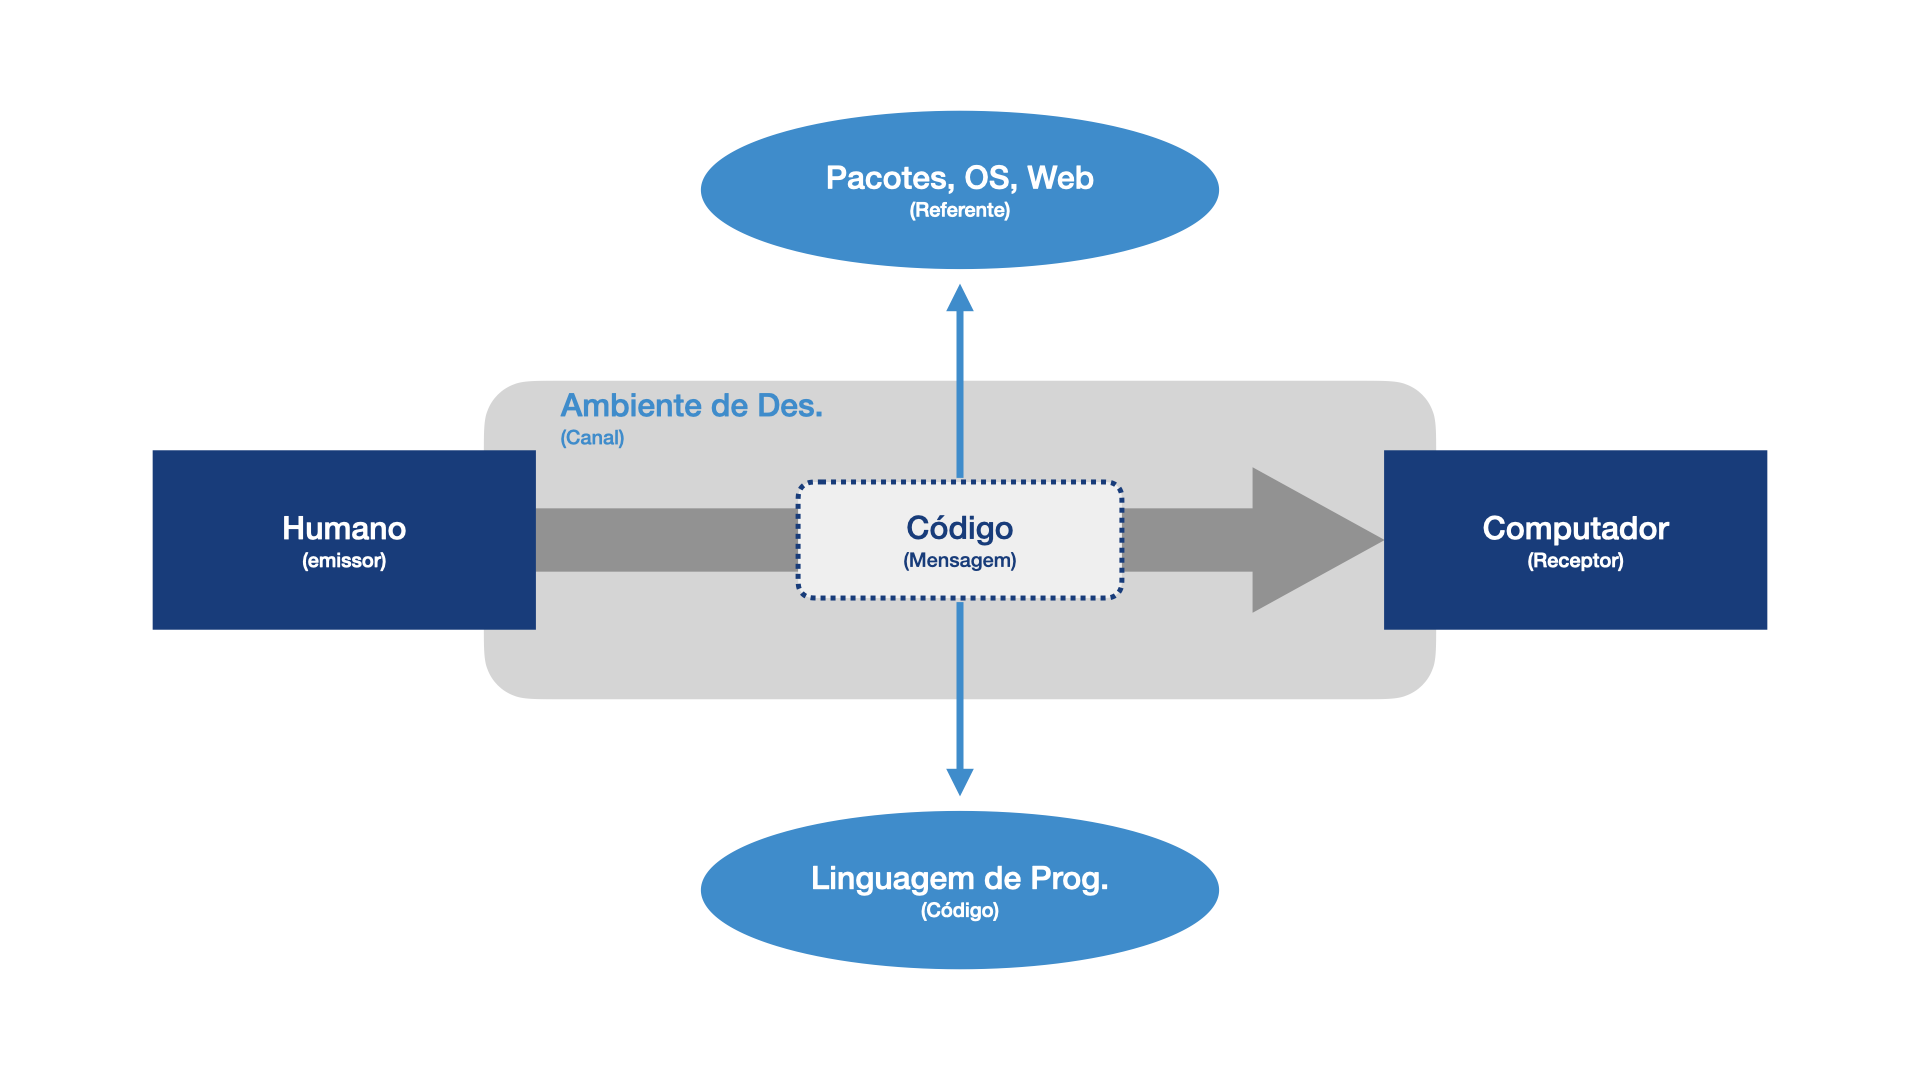 Pacotes, OS, Web
(Referente)
Ambiente de Des.
(Canal)
Humano
(emissor)
Código
(Mensagem)
Computador
(Receptor)
Linguagem de Prog.
(Código)